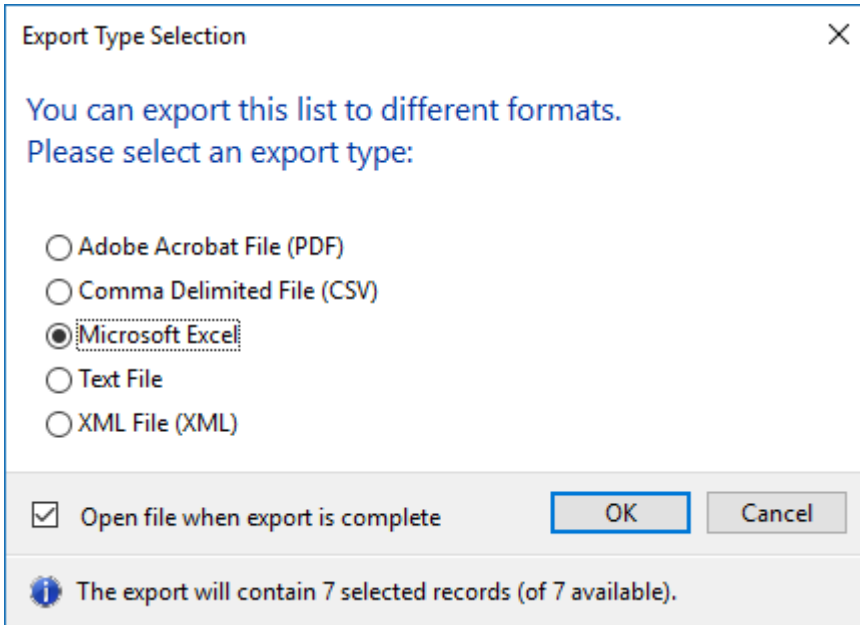 Export Type Selection
You can export this list to different formats.
Please select an export type:
Adobe Acrobat File (PDF)
Comma Delimited File (CSV)
Microsoft Excel
Text File
XML File (XML)
Open file when export is complete
OK
Cancel
The export will contain 7 selected records (of 7 available).